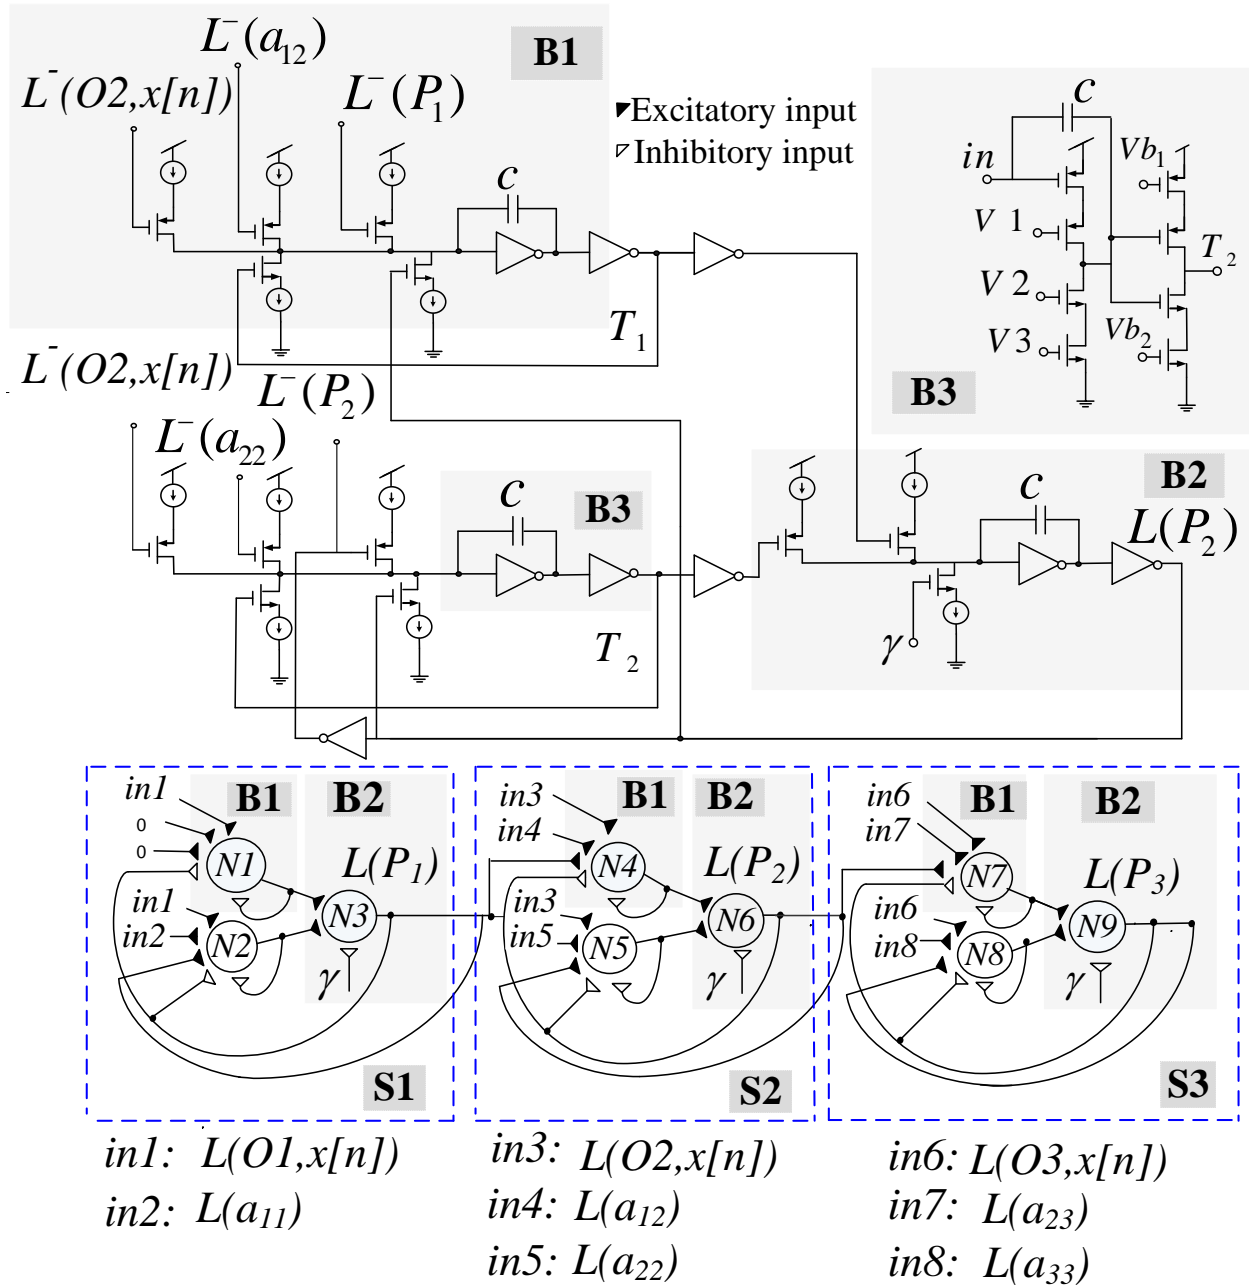 L⁻(a₁₂)
B1
L⁻(O2,x[n])
L⁻(P₁)
Excitatory input
Inhibitory input
c
T₁
c
in
Vb₁
V 1
T₂
V 2
Vb₂
V3
B3
L⁻(O2,x[n])
L⁻(P₂)
L⁻(a₂₂)
c
B3
T₂
B2
c
L(P₂)
γ
in1
B1
B2
0
0
N1
L(P₁)
in1
N3
in2
N2
γ
S1
in3
B1
B2
in4
N4
L(P₂)
in3
N6
in5
N5
γ
S2
in6
B1
B2
in7
N7
L(P₃)
in6
N9
in8
N8
γ
S3
in1: L(O1,x[n])
in2: L(a₁₁)
in3: L(O2,x[n])
in4: L(a₁₂)
in5: L(a₂₂)
in6: L(O3,x[n])
in7: L(a₂₃)
in8: L(a₃₃)